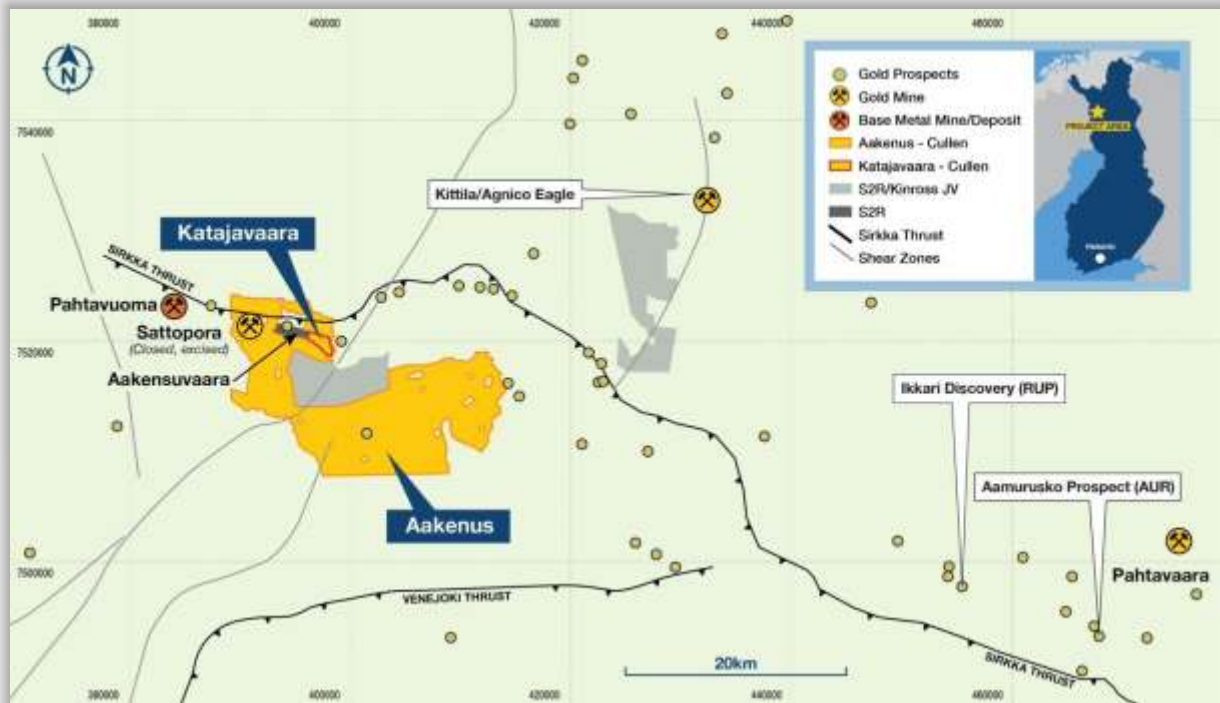 380000
400000
420000
440000
460000
N
Gold Prospects
Gold Mine
Base Metal Mine/Deposit
Aakenus - Cullen
Katajavaara - Cullen
S2R/Kinross JV
S2R
Sirkka Thrust
Shear Zones
PROJECT AREA
7540000
Kittila/Agnico Eagle
Katajavaara
SIRKKA THRUST
Pahtavuoma
Sattopora
(Closed, excised)
7520000
Aakensuvaara
Ikkari Discovery (RUP)
Aamurusko Prospect (AUR)
Aakenus
7500000
Pahtavaara
VENEJOKI THRUST
SIRKKA THRUST
20km
380000
400000
420000
440000
460000